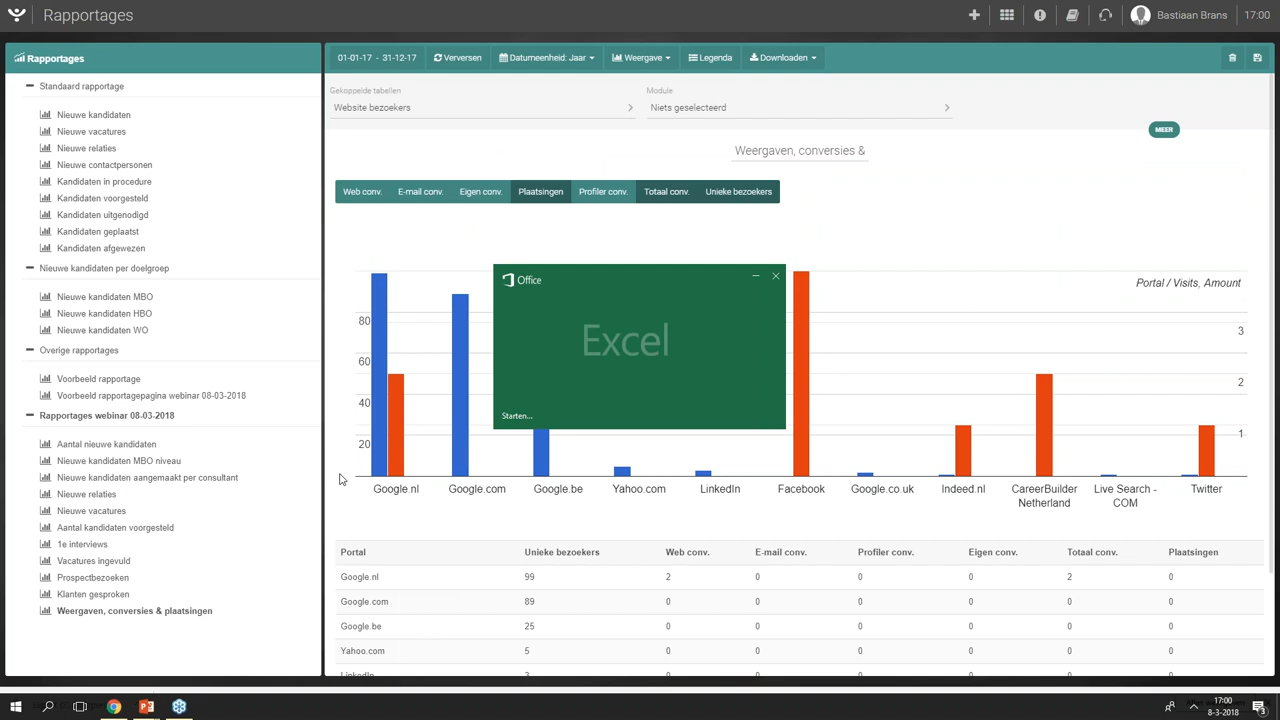 Rapportages
Bastiaan Brans 17:00
Rapportages
01-01-17 - 31-12-17 Verversen Datumeenheid: Jaar Weergave Legenda Downloaden
Standaard rapportage
Nieuwe kandidaten
Nieuwe vacatures
Nieuwe relaties
Nieuwe contactpersonen
Kandidaten in procedure
Kandidaten voorgesteld
Kandidaten uitgenodigd
Kandidaten geplaatst
Kandidaten afgewezen
Nieuwe kandidaten per doelgroep
Nieuwe kandidaten MBO
Nieuwe kandidaten HBO
Nieuwe kandidaten WO
Overige rapportages
Voorbeeld rapportage
Voorbeeld rapportagepagina webinar 08-03-2018
Rapportages webinar 08-03-2018
Aantal nieuwe kandidaten
Nieuwe kandidaten MBO niveau
Nieuwe kandidaten aangemaakt per consultant
Nieuwe relaties
Nieuwe vacatures
Aantal kandidaten voorgesteld
1e interviews
Vacatures ingevuld
Prospectbezoeken
Klanten gesproken
Weergaven, conversies & plaatsingen
Gekoppelde tabellen Module
Website bezoekers Niets geselecteerd
MEER
Weergaven, conversies &
Web conv. E-mail conv. Eigen conv. Plaatsingen Profiler conv. Totaal conv. Unieke bezoekers
Office
Excel
Starten...
Portal / Visits, Amount
80
60
40
20
3
2
1
Google.nl Google.com Google.be Yahoo.com LinkedIn Facebook Google.co.uk Indeed.nl CareerBuilder Live Search - Twitter
Netherland COM
Portal Unieke bezoekers Web conv. E-mail conv. Profiler conv. Eigen conv. Totaal conv. Plaatsingen
Google.nl 99 2 0 0 0 2 0
Google.com 89 0 0 0 0 0 0
Google.be 25 0 0 0 0 0 0
Yahoo.com 5 0 0 0 0 0 0
LinkedIn 3
17:00
8-3-2018
3